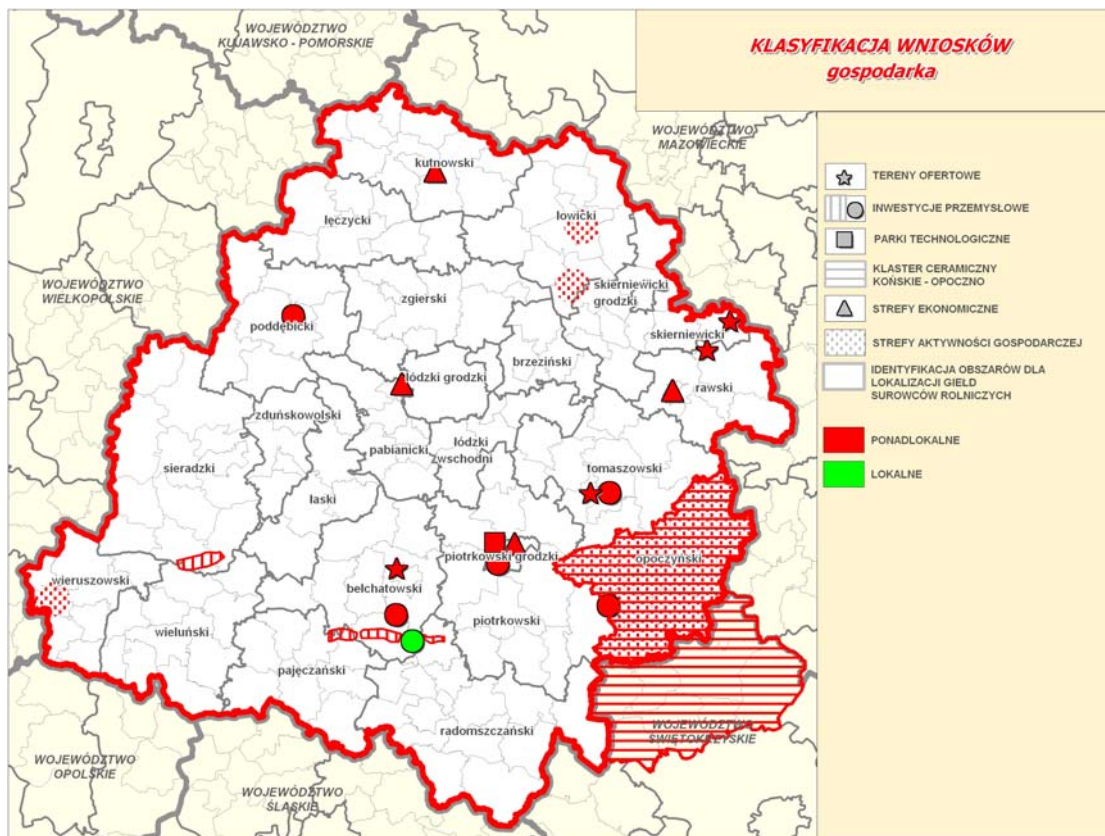 KLASYFIKACJA WNIOSKÓW
gospodarka
WOJEWÓDZTWO
KUJAWSKO - POMORSKIE
WOJEWÓDZTWO
MAZOWIECKIE
WOJEWÓDZTWO
WIELKOPOLSKIE
kutnowski
łęczycki
łowicki
zgierski
skierniewicki
grodzki
poddębicki
skierniewicki
brzeziński
rawski
łódzki grodzki
zduńskowolski
pabianicki
łódzki
wschodni
sieradzki
tomaszowski
łaski
piotrkowski grodzki
opoczyński
wieruszowski
bełchatowski
wieluński
piotrkowski
pajęczański
radomszczański
WOJEWÓDZTWA
ŚWIĘTOKRZYSKIE
WOJEWÓDZTWO
OPOLSKIE
WOJEWÓDZTWO
ŚLĄSKIE
TERENY OFERTOWE
INWESTYCJE PRZEMYSŁOWE
PARKI TECHNOLOGICZNE
KLASTER CERAMICZNY
KOŃSKIE - OPOCZNO
STREFY EKONOMICZNE
STREFY AKTYWNOŚCI GOSPODARCZEJ
IDENTYFIKACJA OBSZARÓW DLA
LOKALIZACJI GIEŁD
SUROWCÓW ROLNICZYCH
PONADLOKALNE
LOKALNE